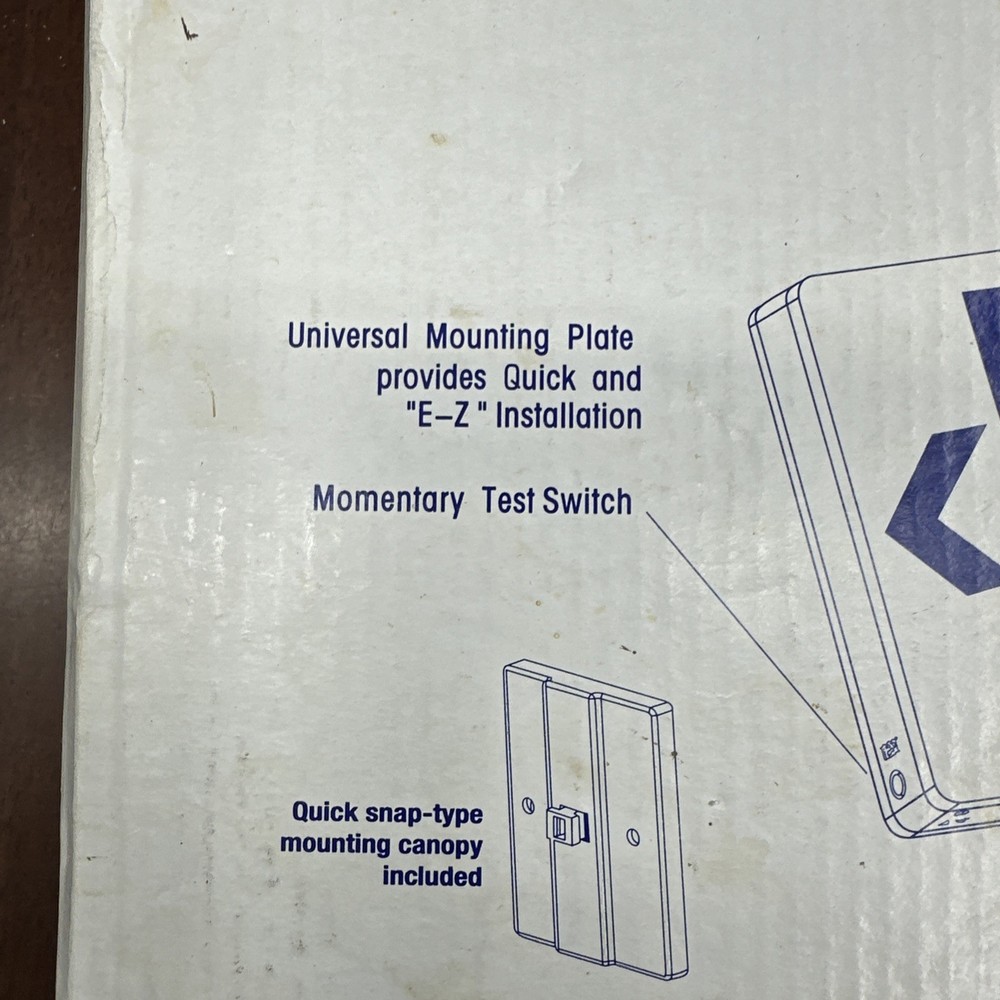 Universal Mounting Plate
provides Quick and
"E–Z " Installation
Momentary Test Switch
Quick snap-type
mounting canopy
included